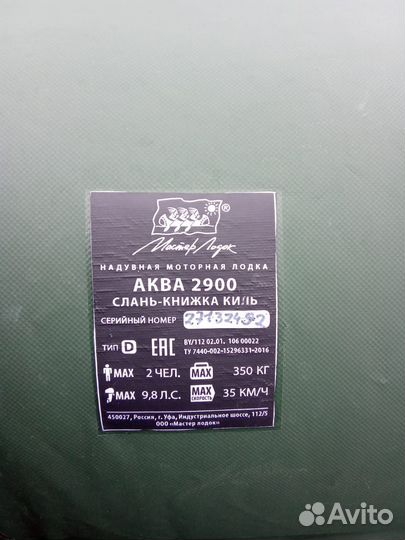 ®
Мастер Лодок
НАДУВНАЯ МОТОРНАЯ ЛОДКА
АКВА 2900
СЛАНЬ-КНИЖКА КИЛЬ
СЕРИЙНЫЙ НОМЕР
ТИП D EAC BY/112 02.01. 106 00022
ТУ 7440-002-15296331-2016
MAX 2 ЧЕЛ. MAX 350 КГ
MAX 9,8 Л.С. MAX СКОРОСТЬ 35 КМ/Ч
450027, Россия, г. Уфа, Индустриальное шоссе, 112/5
ООО «Мастер лодок»
Avito